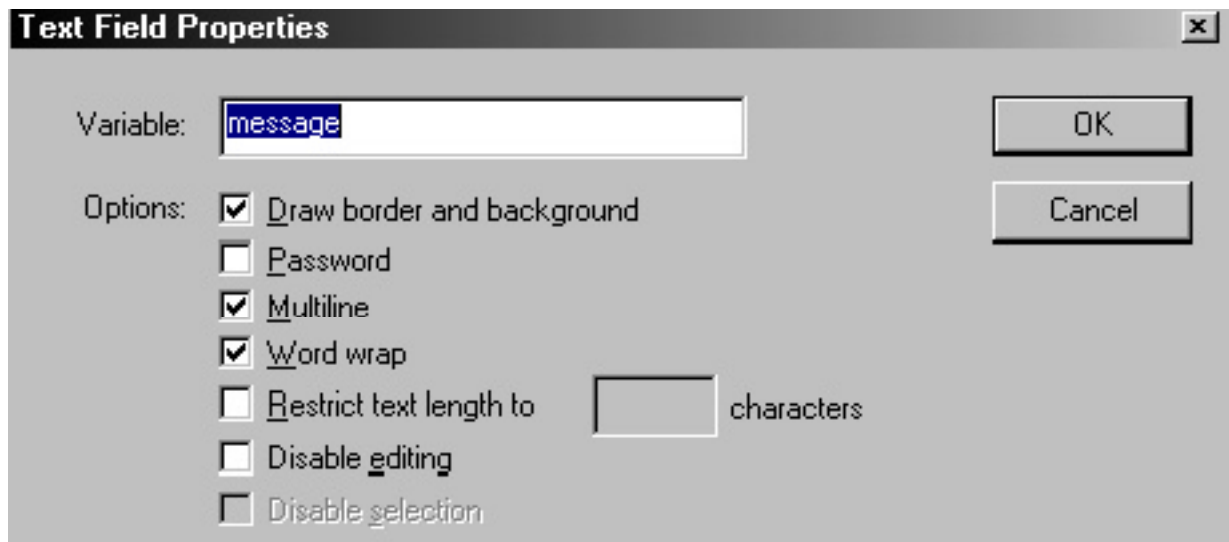 Text Field Properties
Variable: message
OK
Options: Draw border and background
Cancel
Password
Multiline
Word wrap
Restrict text length to characters
Disable editing
Disable selection